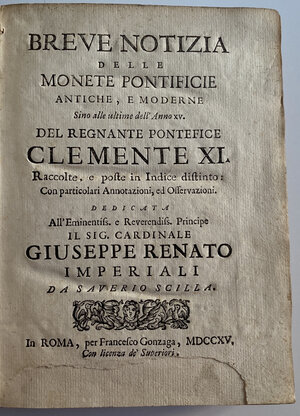 BREVE NOTIZIA
DELLE
MONETE PONTIFICIE
ANTICHE, E MODERNE
Sino alle ultime dell'Anno XV.
DEL REGNANTE PONTEFICE
CLEMENTE XI.
Raccolte, e poste in Indice distinto:
Con particolari Annotazioni, ed Osservazioni.
DEDICATA
All'Eminentiss. e Reverendiss. Principe
IL SIG. CARDINALE
GIUSEPPE RENATO
IMPERIALI
DA SAVERIO SCILLA.
In ROMA, per Francesco Gonzaga, MDCCXV.
Con licenza de' Superiori.